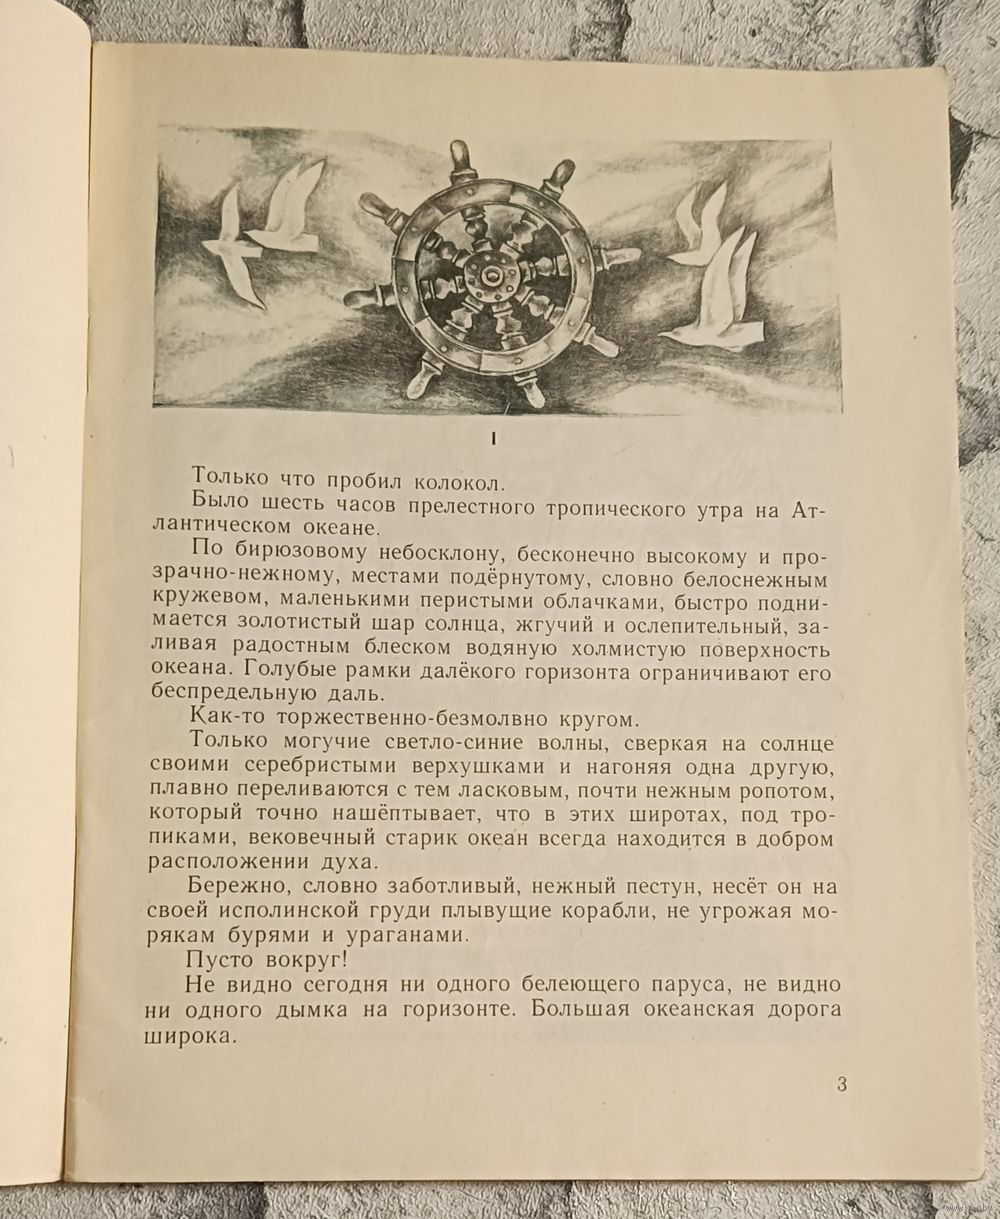 I
Только что пробил колокол.
Было шесть часов прелестного тропического утра на Ат-
лантическом океане.
По бирюзовому небосклону, бесконечно высокому и про-
зрачно-нежному, местами подёрнутому, словно белоснежным
кружевом, маленькими перистыми облачками, быстро подни-
мается золотистый шар солнца, жгучий и ослепительный, за-
ливая радостным блеском водяную холмистую поверхность
океана. Голубые рамки далёкого горизонта ограничивают его
беспредельную даль.
Как-то торжественно-безмолвно кругом.
Только могучие светло-синие волны, сверкая на солнце
своими серебристыми верхушками и нагоняя одна другую,
плавно переливаются с тем ласковым, почти нежным ропотом,
который точно нашёптывает, что в этих широтах, под тро-
пиками, вековечный старик океан всегда находится в добром
расположении духа.
Бережно, словно заботливый, нежный пестун, несёт он на
своей исполинской груди плывущие корабли, не угрожая мо-
рякам бурями и ураганами.
Пусто вокруг!
Не видно сегодня ни одного белеющего паруса, не видно
ни одного дымка на горизонте. Большая океанская дорога
широка.
3